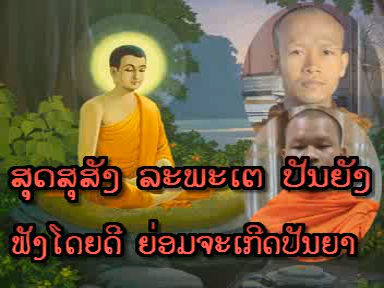 ສຸດສຸສັງ ລະພະເຕ ປັນຍັງ
ຟັງໂດຍດີ ຍ່ອມຈະເກີດປັນຍາ